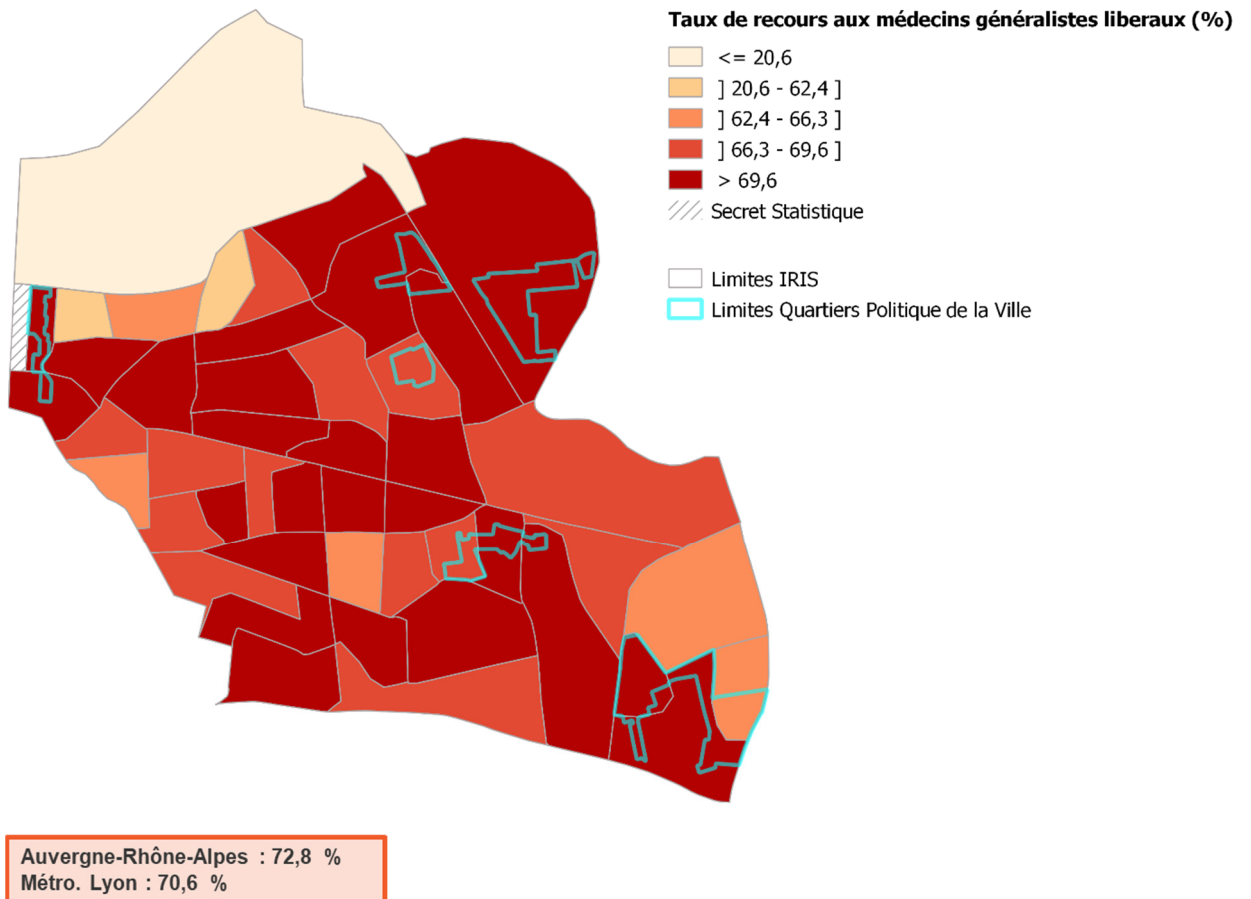 Taux de recours aux médecins généralistes liberaux (%)
<= 20,6
] 20,6 - 62,4 ]
] 62,4 - 66,3 ]
] 66,3 - 69,6 ]
> 69,6
Secret Statistique
Limites IRIS
Limites Quartiers Politique de la Ville
Auvergne-Rhône-Alpes : 72,8 %
Métro. Lyon : 70,6 %